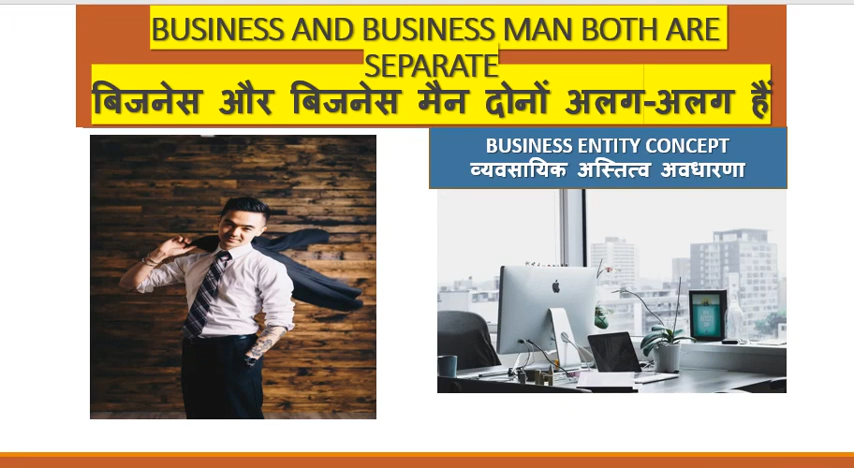 BUSINESS AND BUSINESS MAN BOTH ARE
SEPARATE
बिजनेस और बिजनेस मैन दोनों अलग-अलग हैं
BUSINESS ENTITY CONCEPT
व्यवसायिक अस्तित्व अवधारणा